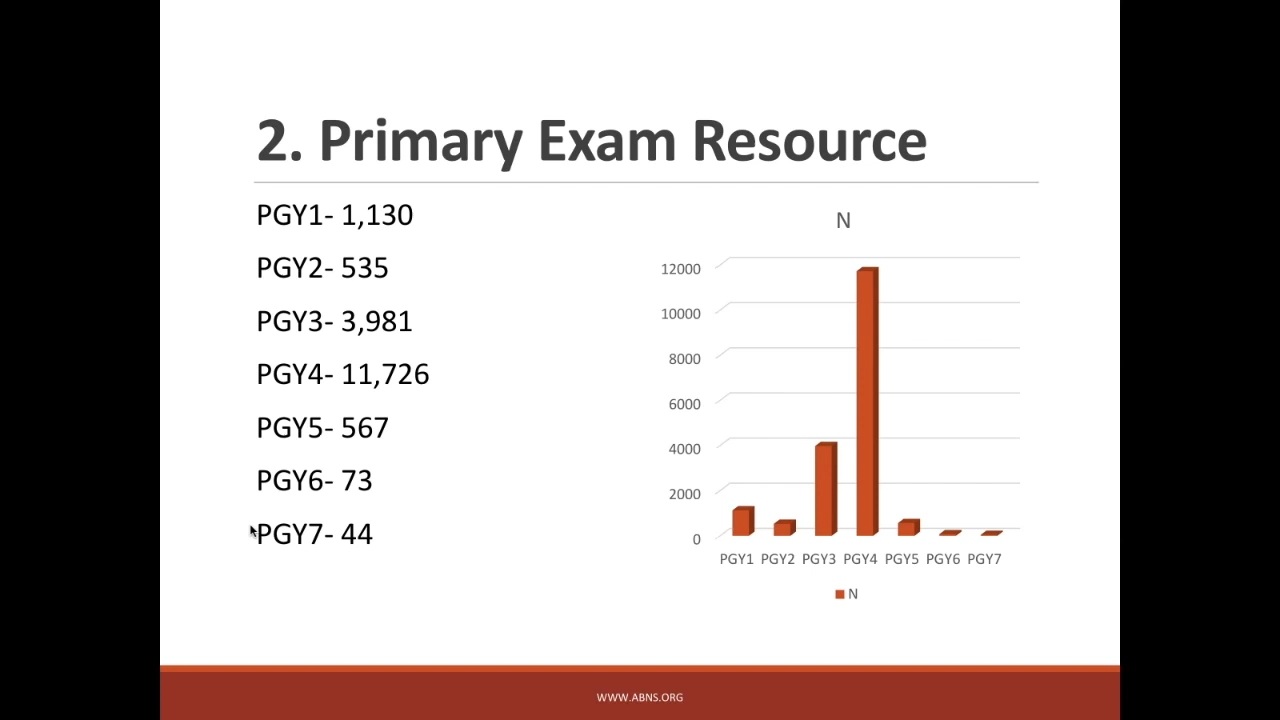 2. Primary Exam Resource
PGY1- 1,130
PGY2- 535
PGY3- 3,981
PGY4- 11,726
PGY5- 567
PGY6- 73
PGY7- 44
N
12000
10000
8000
6000
4000
2000
0
PGY1 PGY2 PGY3 PGY4 PGY5 PGY6 PGY7
N
WWW.ABNS.ORG